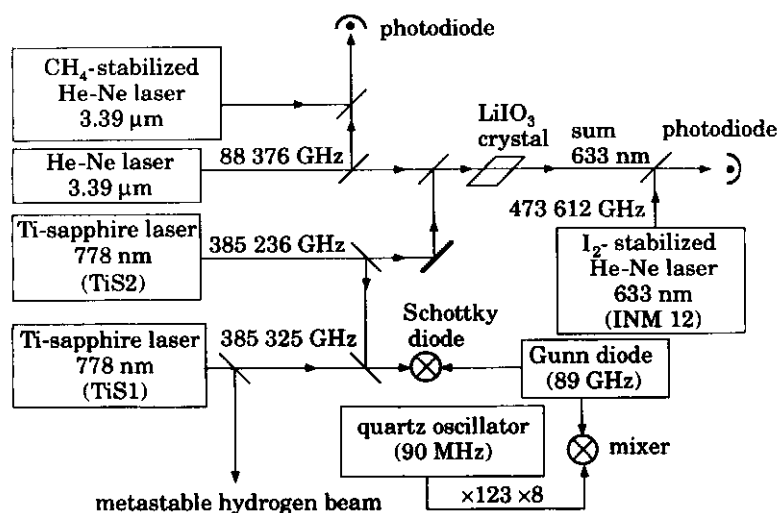 photodiode
CH₄-stabilized
He-Ne laser
3.39 μm
He-Ne laser
3.39 μm
88 376 GHz
LiIO₃
crystal
sum
633 nm
photodiode
473 612 GHz
I₂- stabilized
He-Ne laser
633 nm
(INM 12)
Ti-sapphire laser
778 nm
(TiS2)
385 236 GHz
Ti-sapphire laser
778 nm
(TiS1)
385 325 GHz
Schottky
diode
Gunn diode
(89 GHz)
quartz oscillator
(90 MHz)
mixer
×123 ×8
metastable hydrogen beam